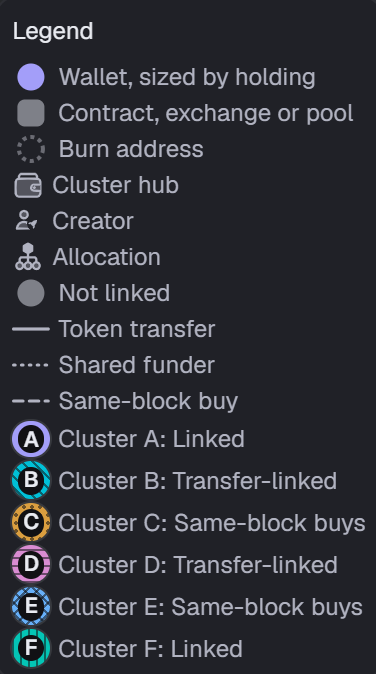 Legend
Wallet, sized by holding
Contract, exchange or pool
Burn address
Cluster hub
Creator
Allocation
Not linked
Token transfer
Shared funder
Same-block buy
A Cluster A: Linked
B Cluster B: Transfer-linked
C Cluster C: Same-block buys
D Cluster D: Transfer-linked
E Cluster E: Same-block buys
F Cluster F: Linked